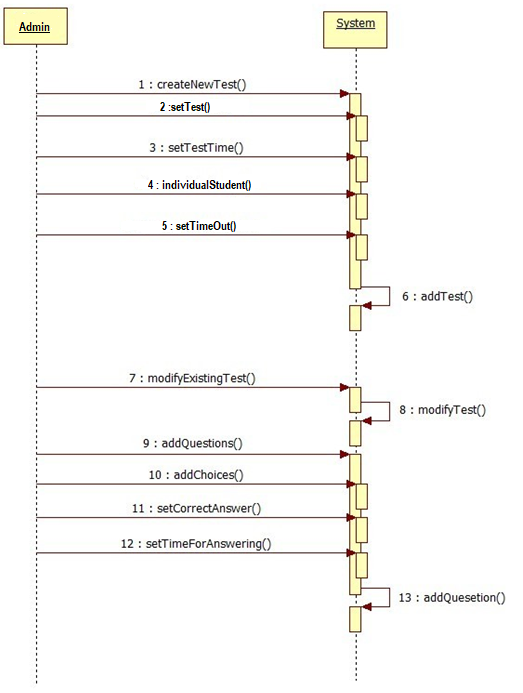 Admin
System
1 : createNewTest()
2 :setTest()
3 : setTestTime()
4 : individualStudent()
5 : setTimeOut()
6 : addTest()
7 : modifyExistingTest()
8 : modifyTest()
9 : addQuestions()
10 : addChoices()
11 : setCorrectAnswer()
12 : setTimeForAnswering()
13 : addQuesetion()